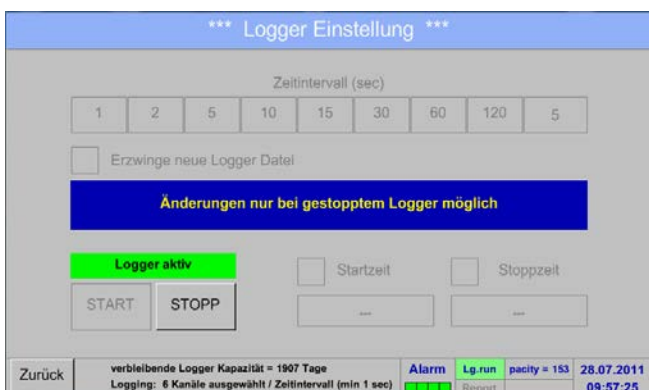 *** Logger Einstellung ***
Zeitintervall (sec)
1 2 5 10 15 30 60 120 5
Erzwinge neue Logger Datei
Änderungen nur bei gestopptem Logger möglich
Logger aktiv
Startzeit Stoppzeit
START STOPP --- ---
Zurück
verbleibende Logger Kapazität = 1907 Tage
Logging: 6 Kanäle ausgewählt / Zeitintervall (min 1 sec)
Alarm
Lg.run
Report
pacity = 153
28.07.2011
09:57:25